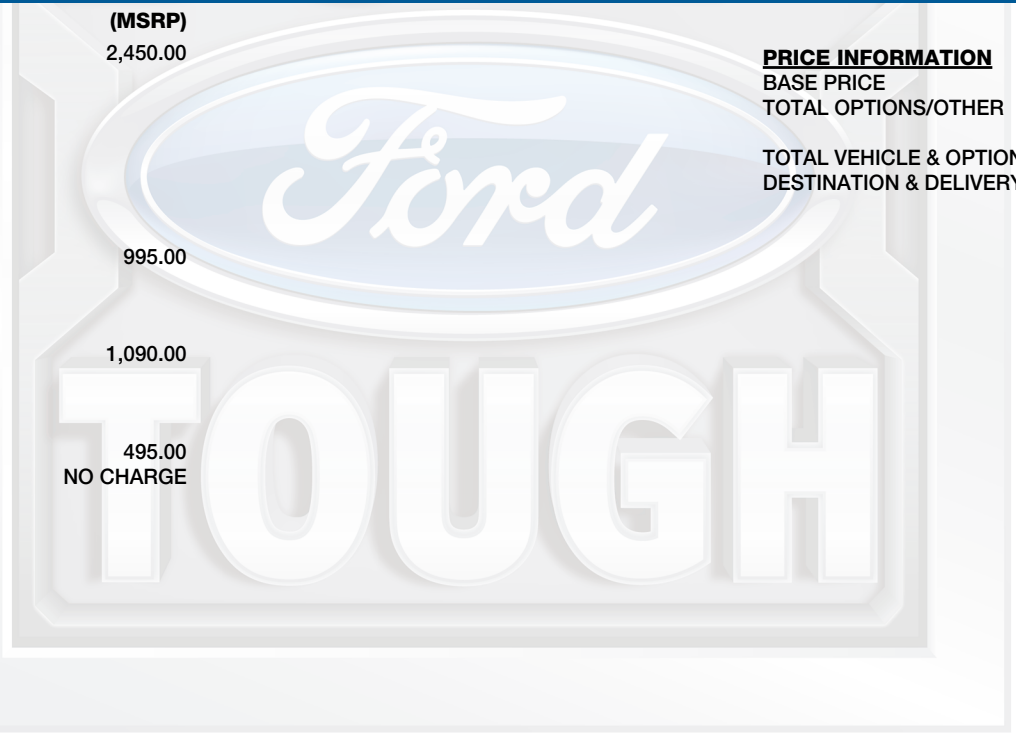 (MSRP)
2,450.00
995.00
1,090.00
495.00
NO CHARGE
PRICE INFORMATION
BASE PRICE
TOTAL OPTIONS/OTHER
TOTAL VEHICLE & OPTION
DESTINATION & DELIVERY
Ford
TOUGH